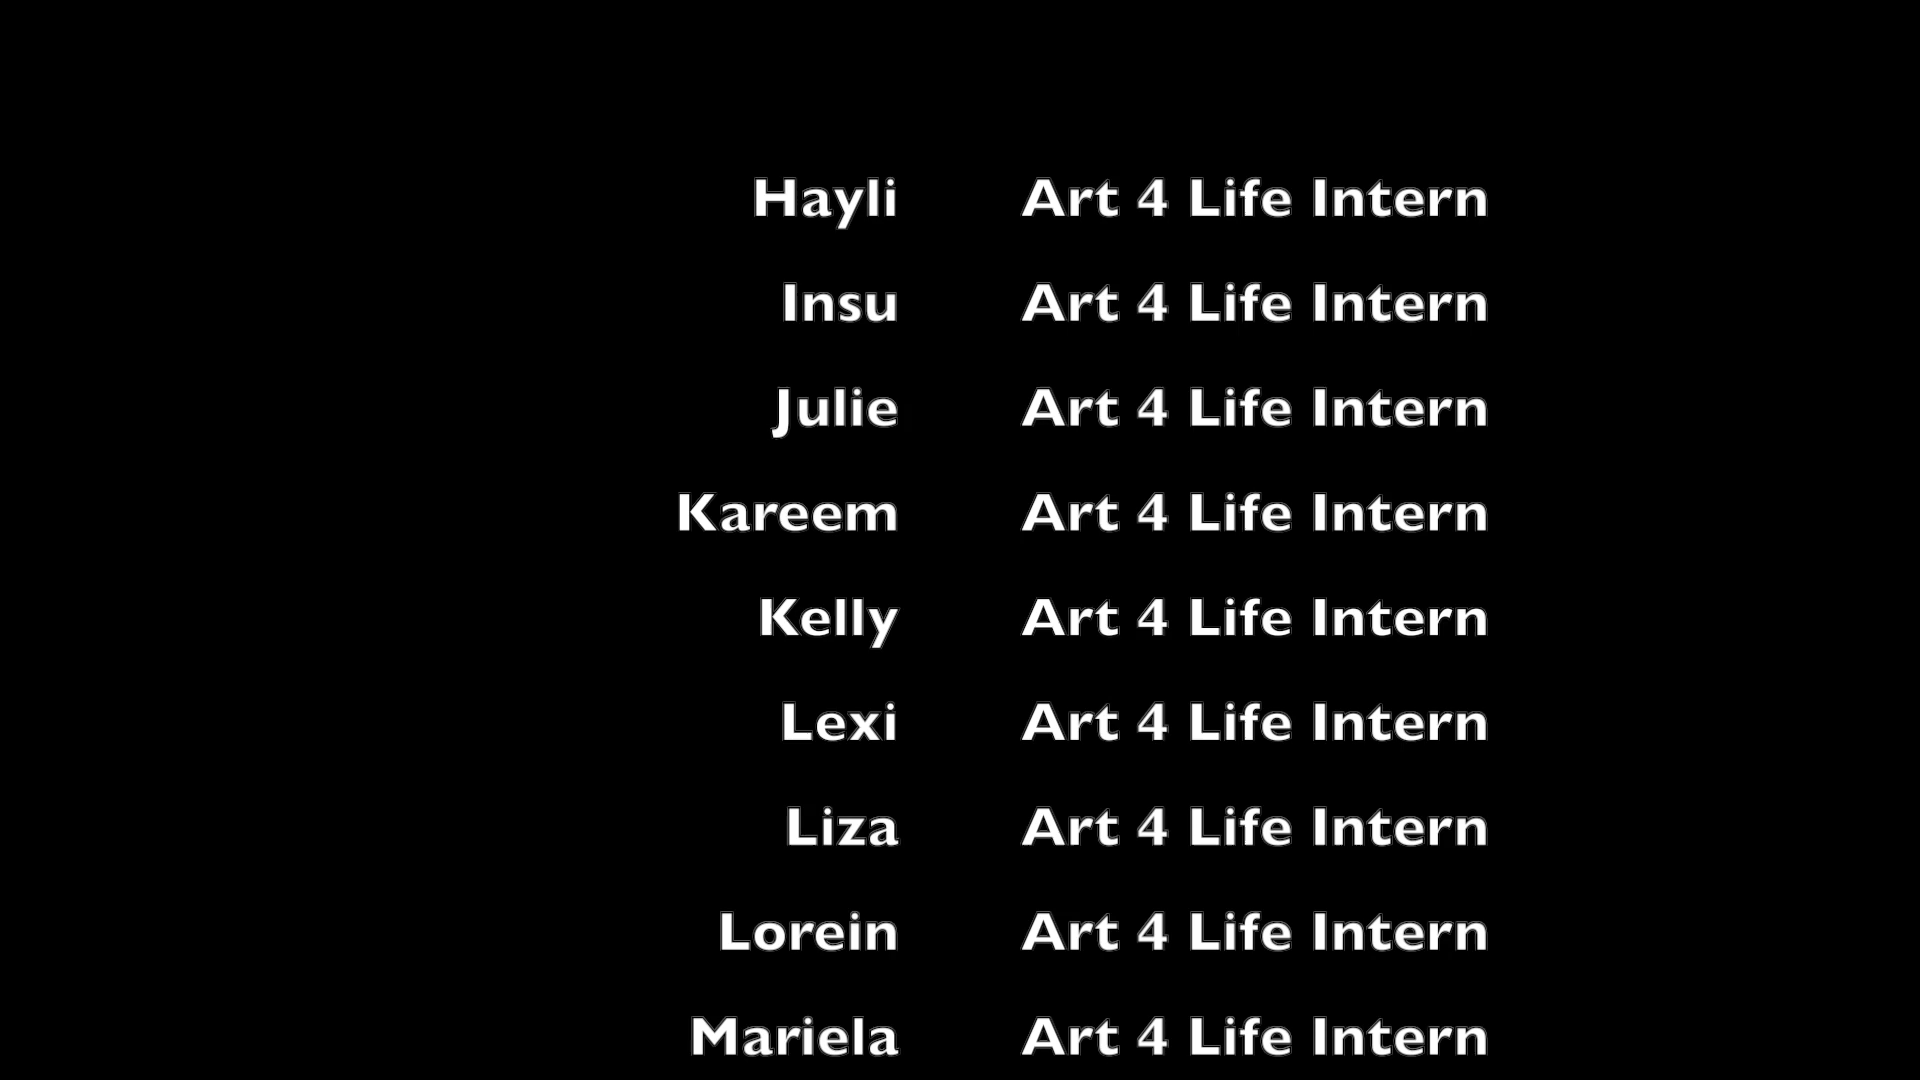 Hayli Art 4 Life Intern
Insu Art 4 Life Intern
Julie Art 4 Life Intern
Kareem Art 4 Life Intern
Kelly Art 4 Life Intern
Lexi Art 4 Life Intern
Liza Art 4 Life Intern
Lorein Art 4 Life Intern
Mariela Art 4 Life Intern